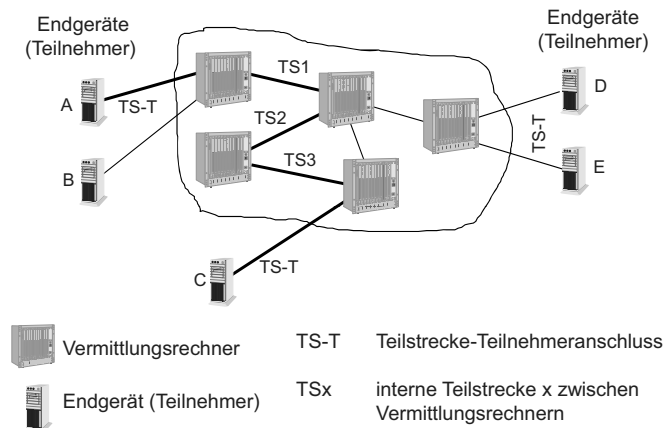 Endgeräte
(Teilnehmer)
Endgeräte
(Teilnehmer)
A
TS-T
TS1
TS2
TS3
B
C
TS-T
D
TS-T
E
Vermittlungsrechner
TS-T Teilstrecke-Teilnehmeranschluss
Endgerät (Teilnehmer)
TSx interne Teilstrecke x zwischen
Vermittlungsrechnern